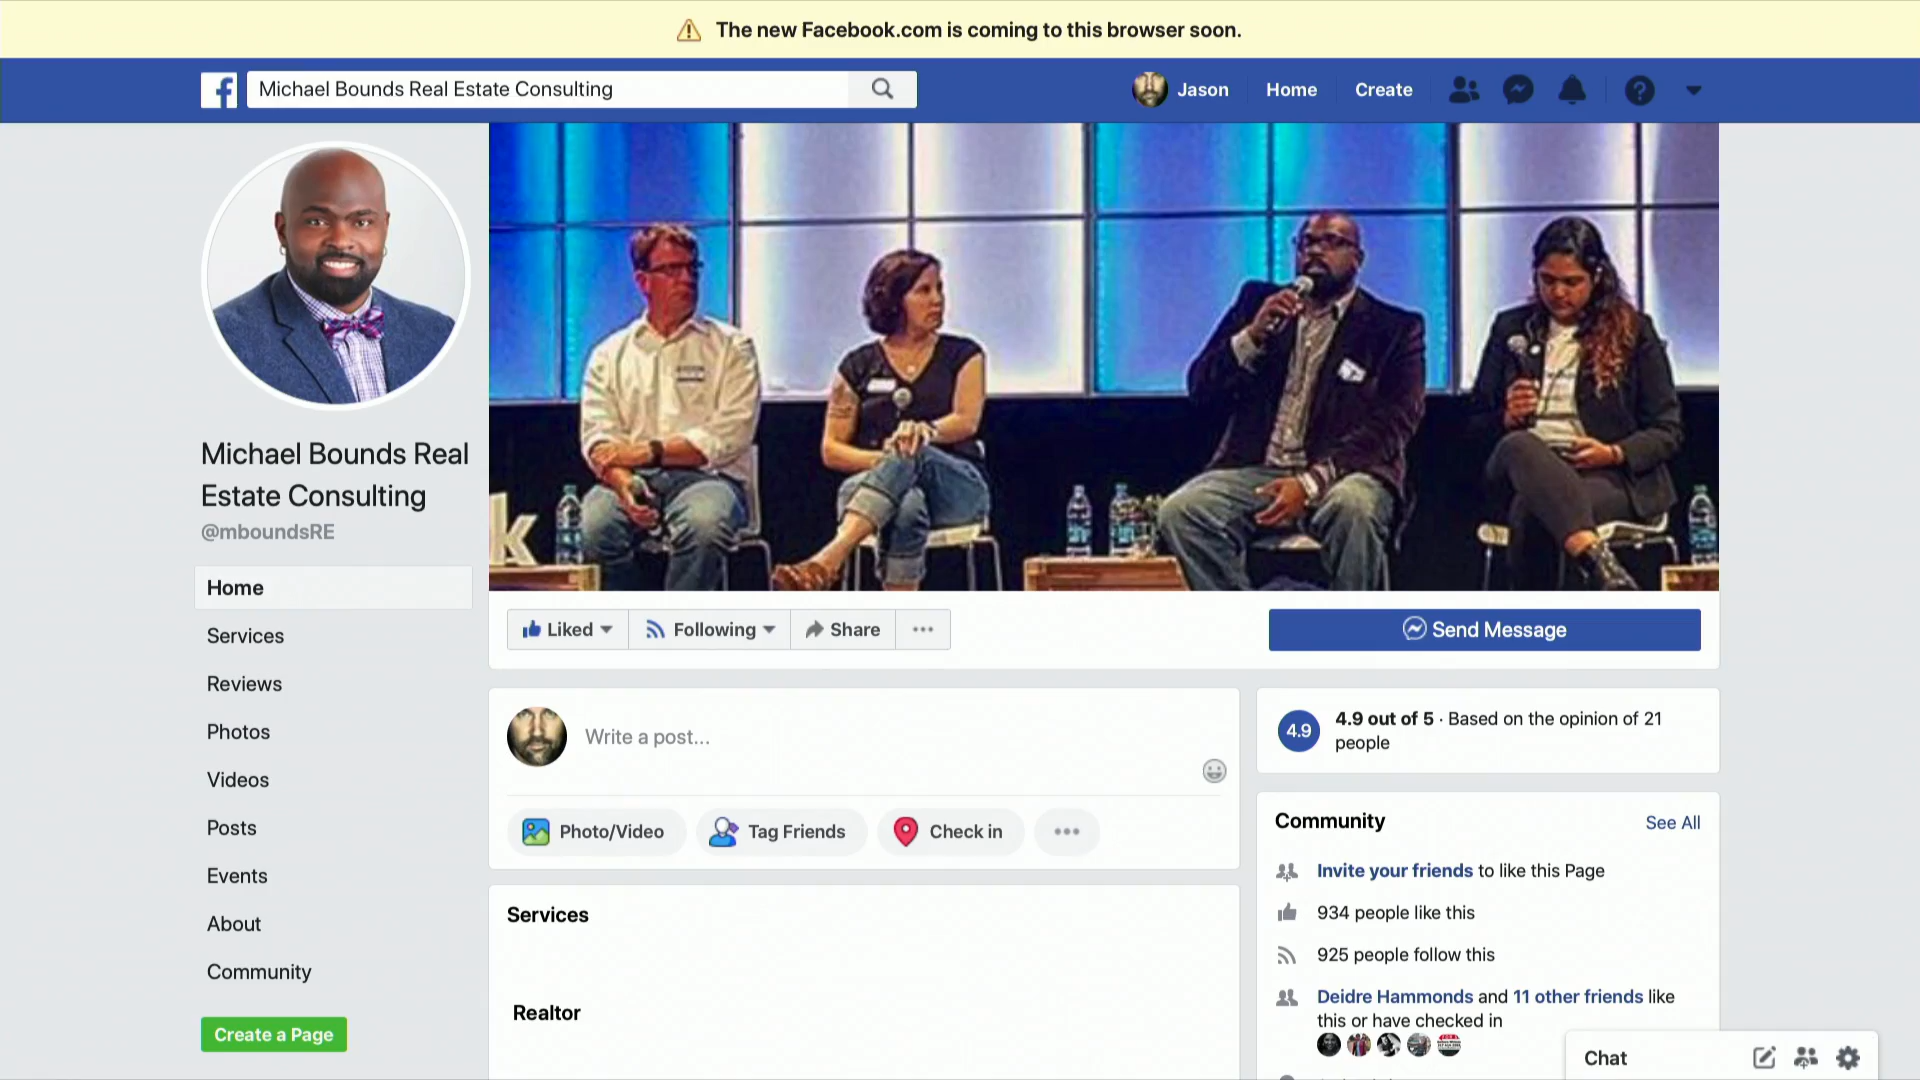 The new Facebook.com is coming to this browser soon.
Michael Bounds Real Estate Consulting
Jason
Home
Create
Michael Bounds Real
Estate Consulting
@mboundsRE
Home
Services
Reviews
Photos
Videos
Posts
Events
About
Community
Create a Page
k
Liked
Following
Share
Send Message
Write a post...
Photo/Video
Tag Friends
Check in
Services
Realtor
4.9
4.9 out of 5 · Based on the opinion of 21
people
Community
See All
Invite your friends to like this Page
934 people like this
925 people follow this
Deidre Hammonds and 11 other friends like
this or have checked in
Chat